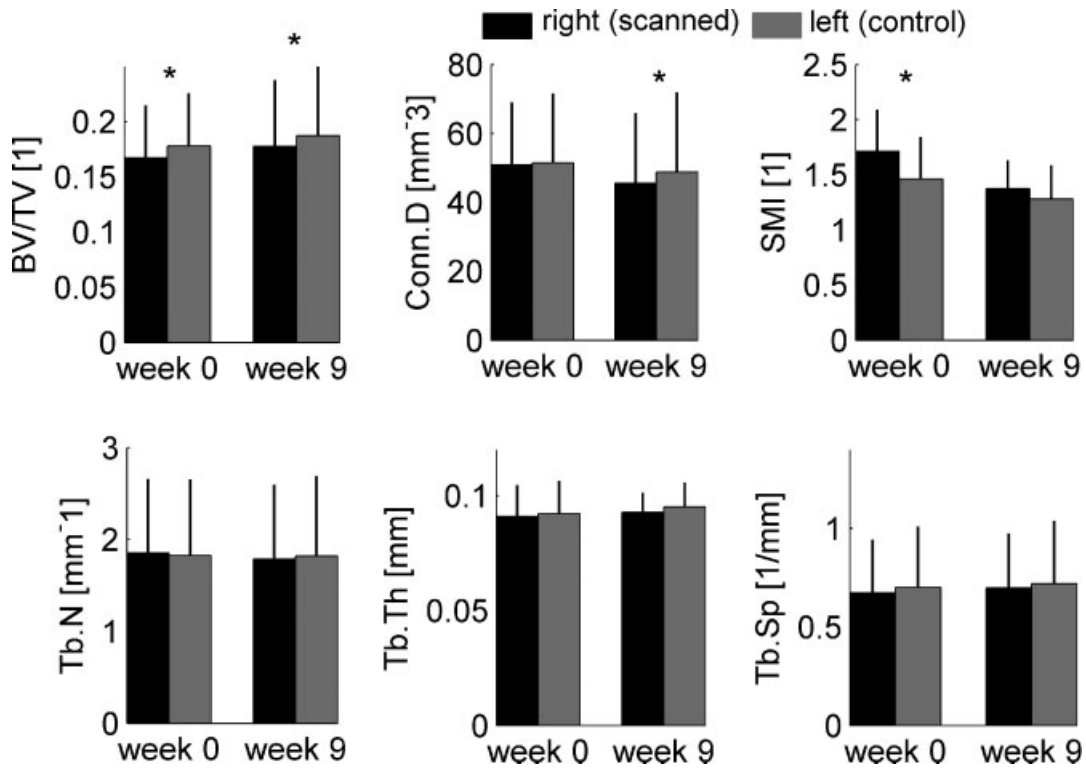 right (scanned) left (control)
* *
0.2
0.15
0.1
0.05
0
BV/TV [1]
week 0 week 9
*
80
60
40
20
0
Conn.D [mm-3]
week 0 week 9
*
2.5
2
1.5
1
0.5
0
SMI [1]
week 0 week 9
3
2
1
0
Tb.N [mm-1]
week 0 week 9
0.1
0.05
0
Tb.Th [mm]
week 0 week 9
1
0.5
0
Tb.Sp [1/mm]
week 0 week 9